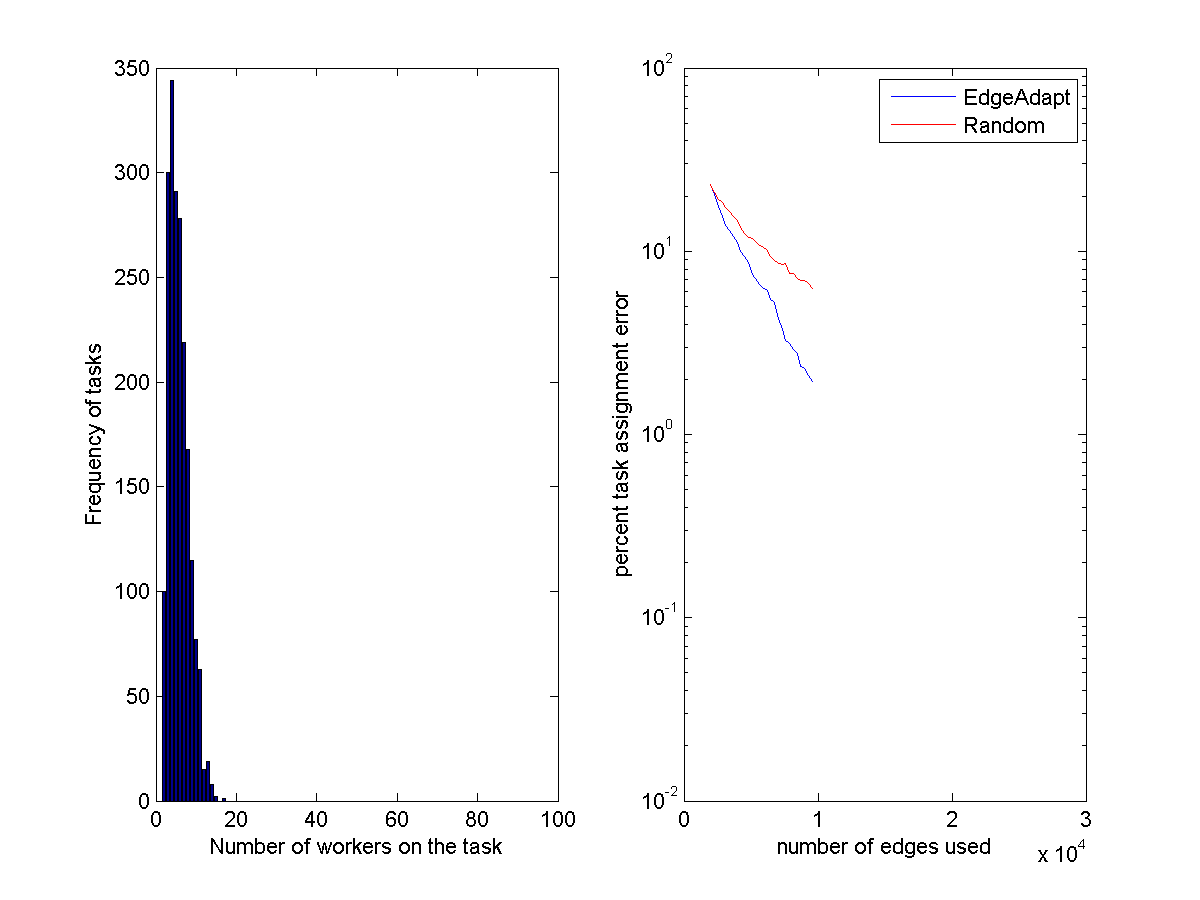 350
300
250
200
150
100
50
0
Frequency of tasks
0 20 40 60 80 100
Number of workers on the task
10^2
10^1
10^0
10^-1
10^-2
percent task assignment error
EdgeAdapt
Random
0 1 2 3
x 10^4
number of edges used